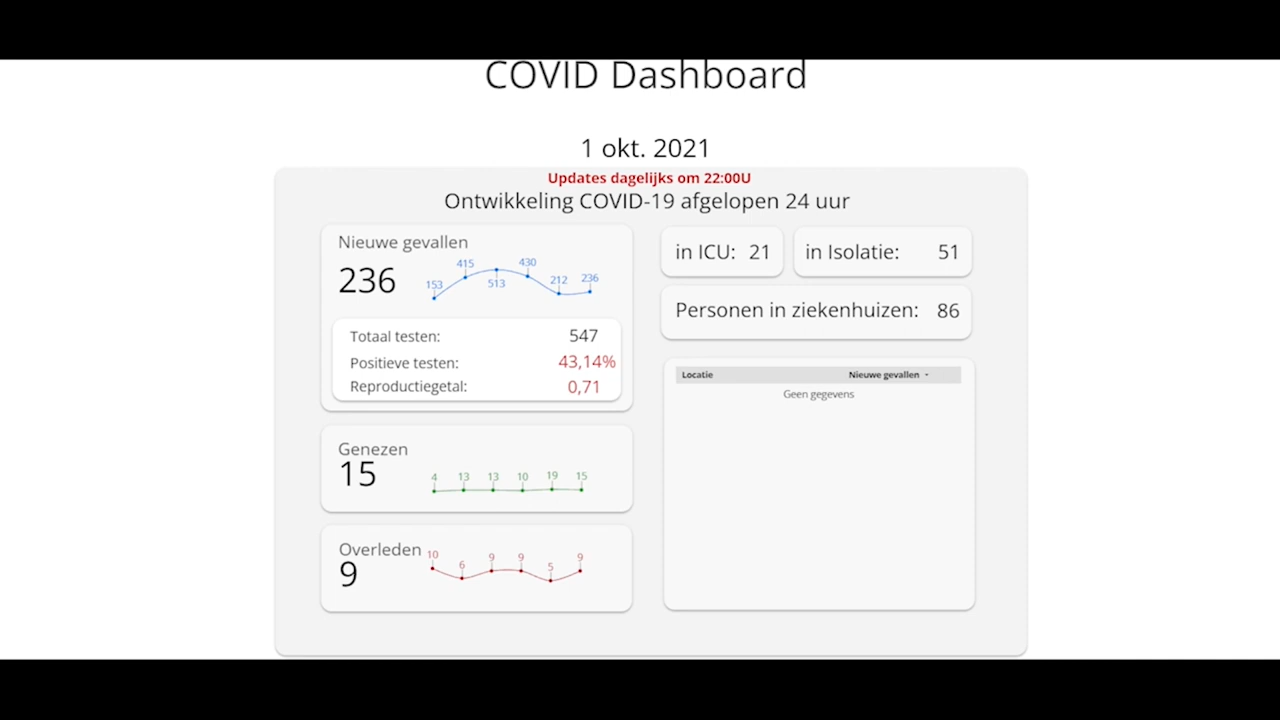 COVID Dashboard
1 okt. 2021
Updates dagelijks om 22:00U
Ontwikkeling COVID-19 afgelopen 24 uur
Nieuwe gevallen
236
153 415 513 430 212 236
Totaal testen: 547
Positieve testen: 43,14%
Reproductiegetal: 0,71
Genezen
15
4 13 13 10 19 15
Overleden
9
10 6 9 9 5 9
in ICU: 21
in Isolatie: 51
Personen in ziekenhuizen: 86
Locatie Nieuwe gevallen
Geen gegevens